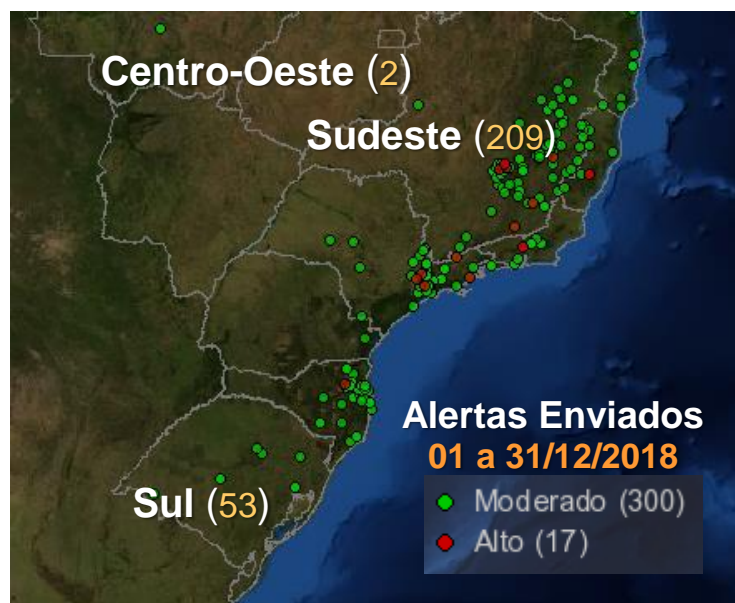 Centro-Oeste (2)
Sudeste (209)
Alertas Enviados
01 a 31/12/2018
Moderado (300)
Alto (17)
Sul (53)